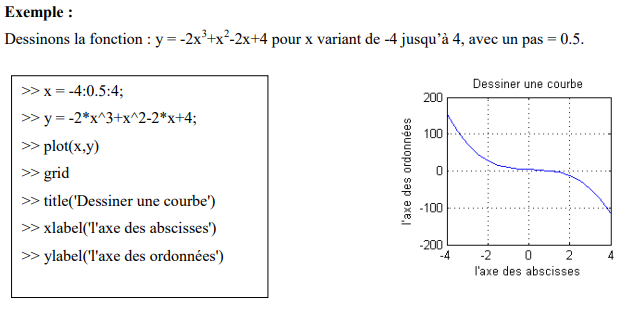 Exemple :
Dessinons la fonction : y = -2x³+x²-2x+4 pour x variant de -4 jusqu’à 4, avec un pas = 0.5.
>> x = -4:0.5:4;
>> y = -2*x^3+x^2-2*x+4;
>> plot(x,y)
>> grid
>> title('Dessiner une courbe')
>> xlabel('l'axe des abscisses')
>> ylabel('l'axe des ordonnées')
Dessiner une courbe
l'axe des ordonnées
200
100
0
-100
-200
-4 -2 0 2 4
l'axe des abscisses